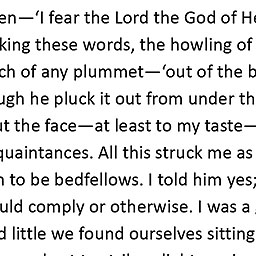 en—‘I fear the Lord the God of He
king these words, the howling of
ch of any plummet—‘out of the b
ugh he pluck it out from under th
ut the face—at least to my taste—
quaintances. All this struck me as
n to be bedfellows. I told him yes;
uld comply or otherwise. I was a
d little we found ourselves sitting